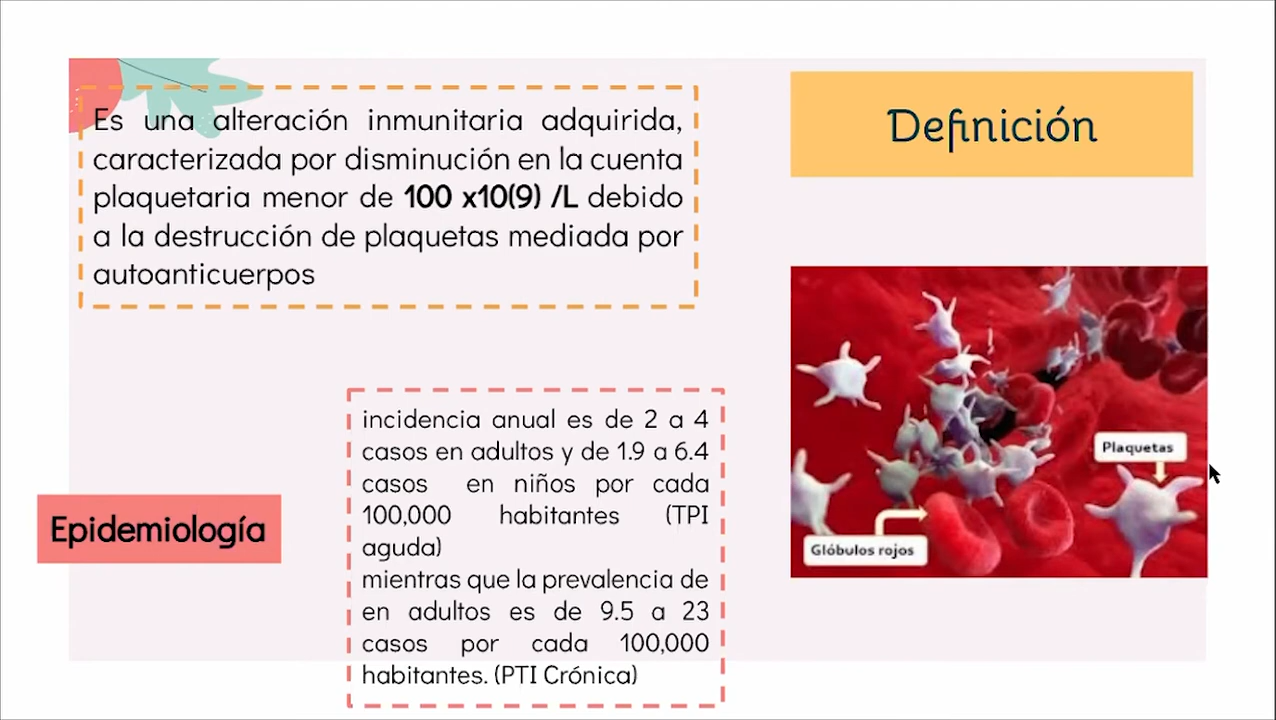 Definición
Es una alteración inmunitaria adquirida,
caracterizada por disminución en la cuenta
plaquetaria menor de 100 x10(9) /L debido
a la destrucción de plaquetas mediada por
autoanticuerpos
Epidemiología
incidencia anual es de 2 a 4
casos en adultos y de 1.9 a 6.4
casos en niños por cada
100,000 habitantes (TPI
aguda)
mientras que la prevalencia de
en adultos es de 9.5 a 23
casos por cada 100,000
habitantes. (PTI Crónica)
Plaquetas
Glóbulos rojos